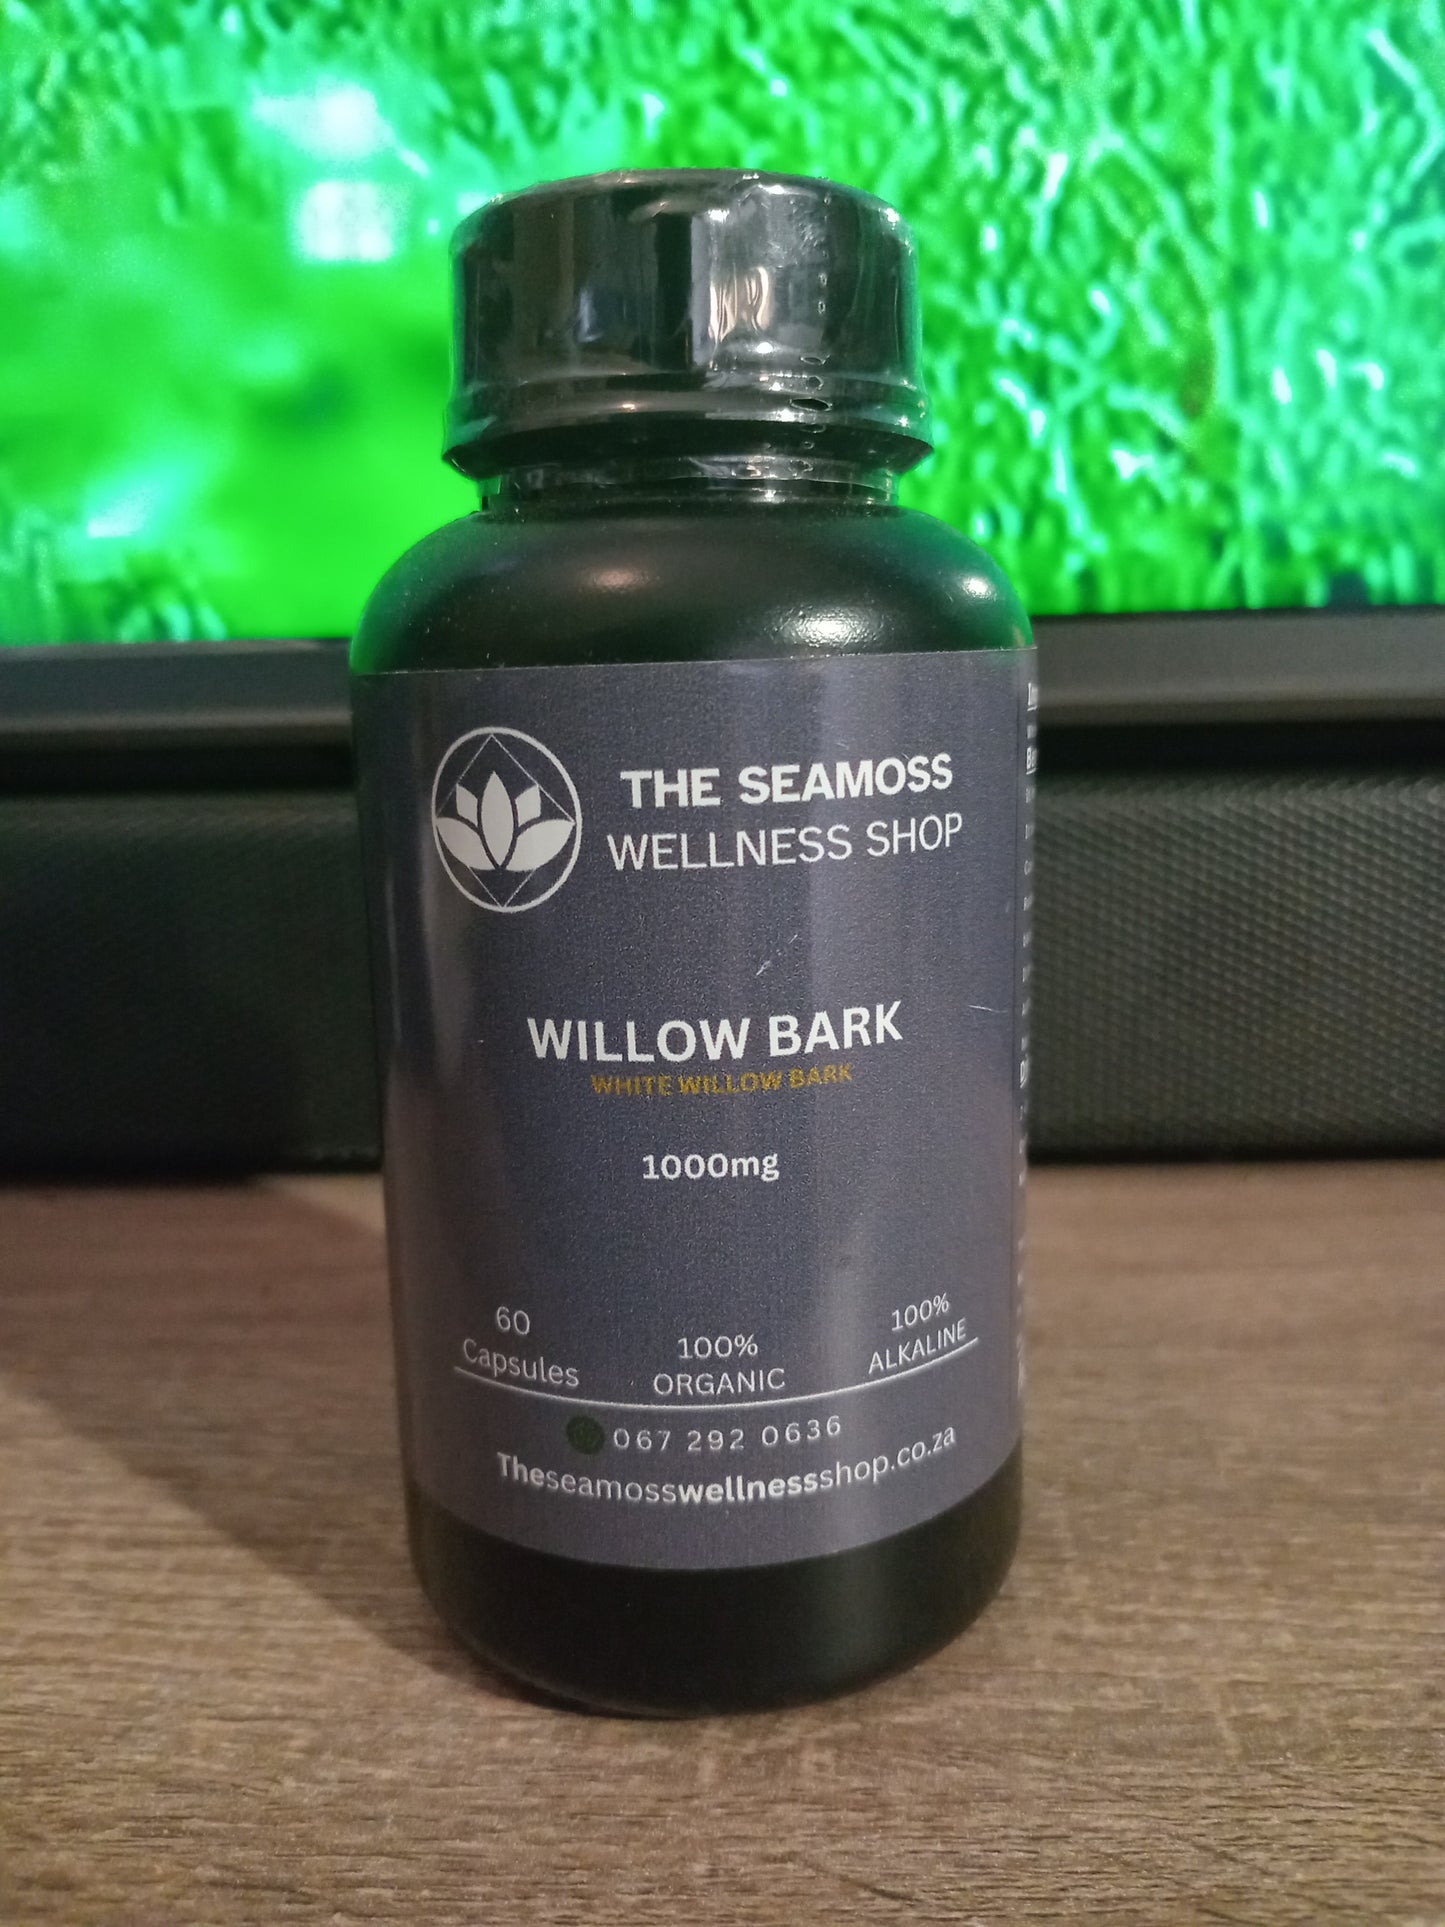 THE SEAMOSS
WELLNESS SHOP
WILLOW BARK
WHITE WILLOW BARK
1000mg
60
Capsules
100%
ORGANIC
100%
ALKALINE
067 292 0636
Theseamosswellnessshop.co.za